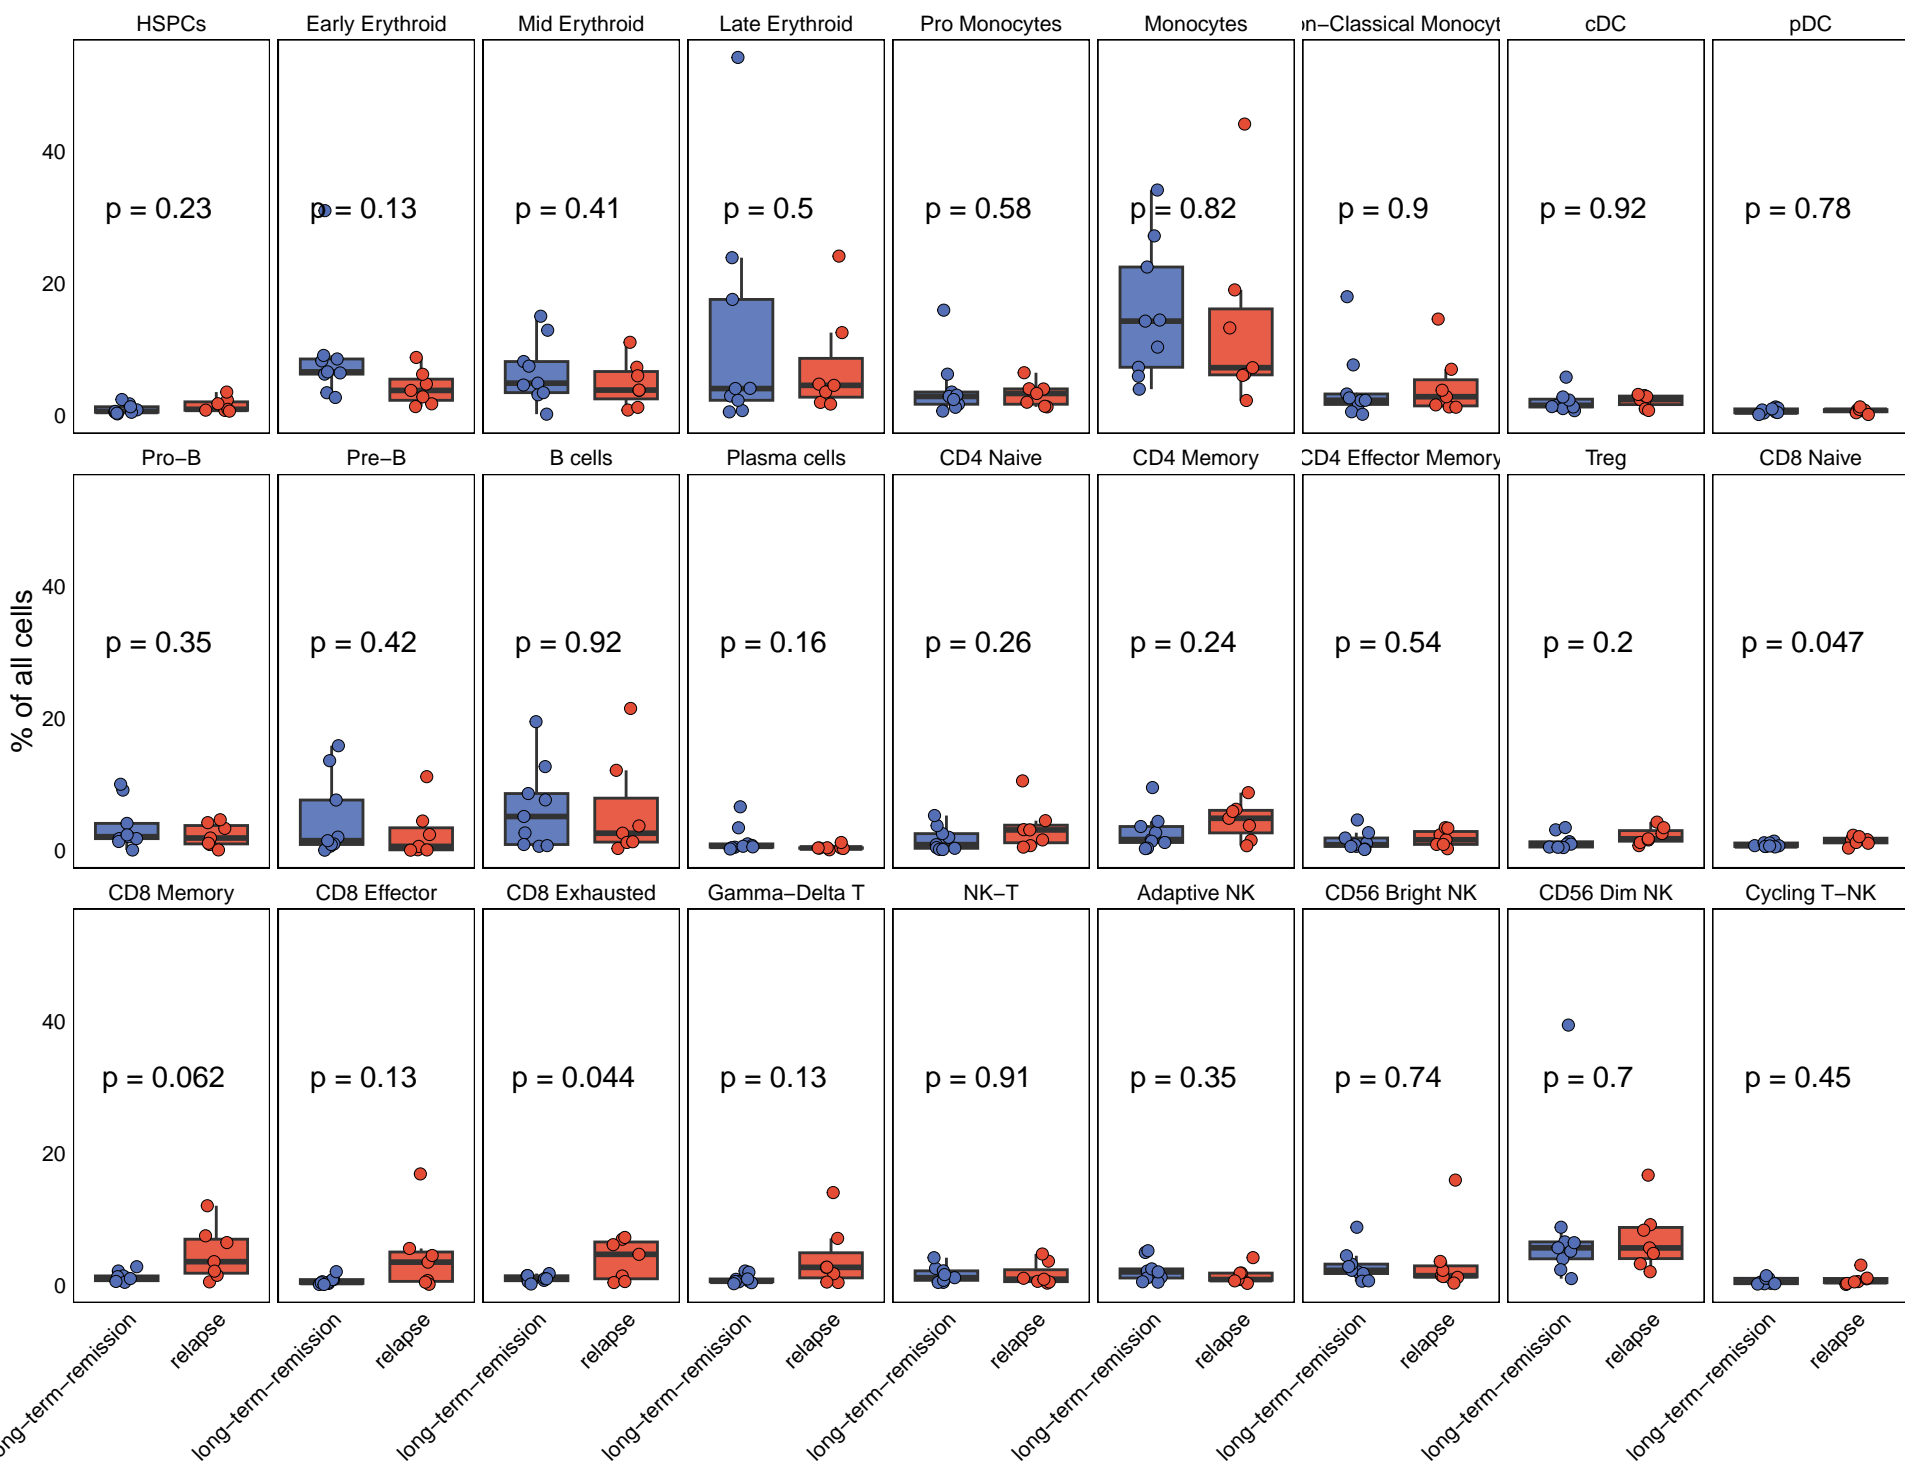 HSPCs
Early Erythroid
Mid Erythroid
Late Erythroid
Pro Monocytes
Monocytes
on−Classical Monocyt
cDC
pDC
40
20
0
p = 0.23
p = 0.13
p = 0.41
p = 0.5
p = 0.58
p = 0.82
p = 0.9
p = 0.92
p = 0.78
Pro−B
Pre−B
B cells
Plasma cells
CD4 Naive
CD4 Memory
CD4 Effector Memory
Treg
CD8 Naive
% of all cells
40
20
0
p = 0.35
p = 0.42
p = 0.92
p = 0.16
p = 0.26
p = 0.24
p = 0.54
p = 0.2
p = 0.047
CD8 Memory
CD8 Effector
CD8 Exhausted
Gamma−Delta T
NK−T
Adaptive NK
CD56 Bright NK
CD56 Dim NK
Cycling T−NK
40
20
0
p = 0.062
p = 0.13
p = 0.044
p = 0.13
p = 0.91
p = 0.35
p = 0.74
p = 0.7
p = 0.45
ong−term−remission
relapse
long−term−remission
relapse
long−term−remission
relapse
long−term−remission
relapse
long−term−remission
relapse
long−term−remission
relapse
long−term−remission
relapse
long−term−remission
relapse
long−term−remission
relapse